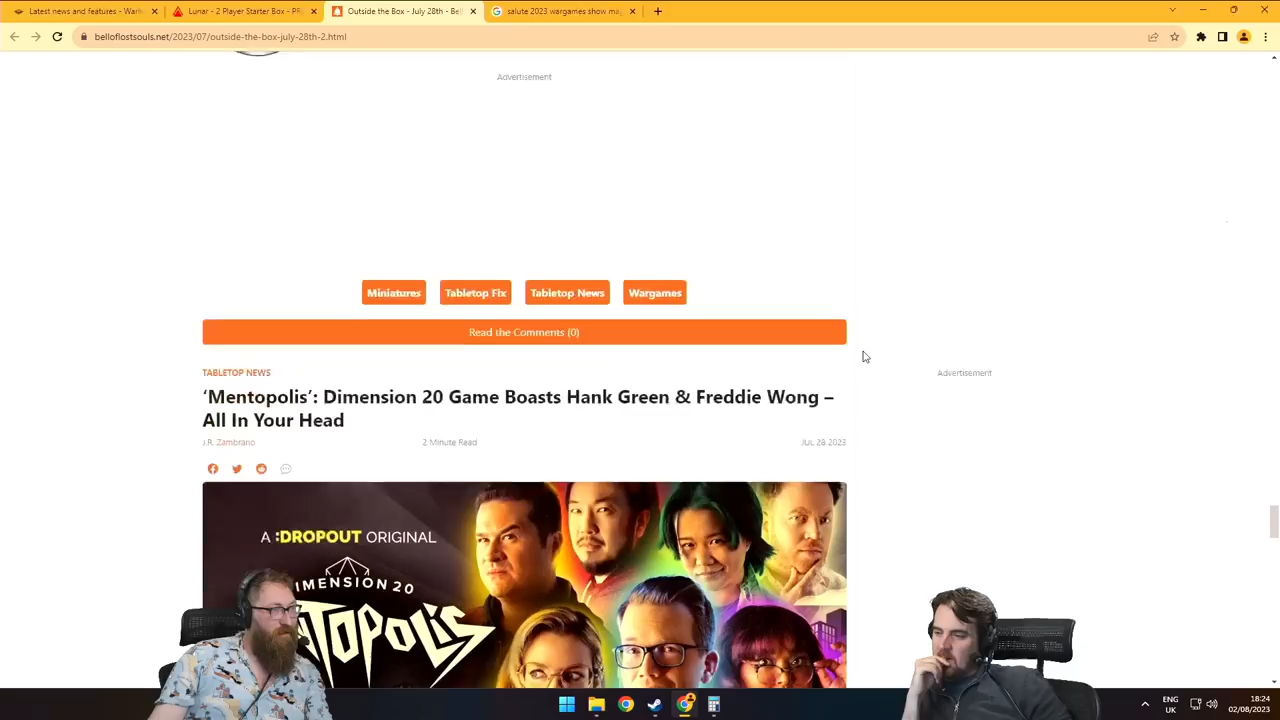 Latest news and features - Warh
Lunar - 2 Player Starter Box - PR
Outside the Box - July 28th - Bell
salute 2023 wargames show ma
belloflostsouls.net/2023/07/outside-the-box-july-28th-2.html
Advertisement
Miniatures
Tabletop Fix
Tabletop News
Wargames
Read the Comments (0)
TABLETOP NEWS
Advertisement
‘Mentopolis’: Dimension 20 Game Boasts Hank Green & Freddie Wong –
All In Your Head
J.R. Zambrano
2 Minute Read
JUL 28 2023
A :DROPOUT ORIGINAL
IMENSION 20
NTOPOLIS
ENG
UK
18:24
02/08/2023